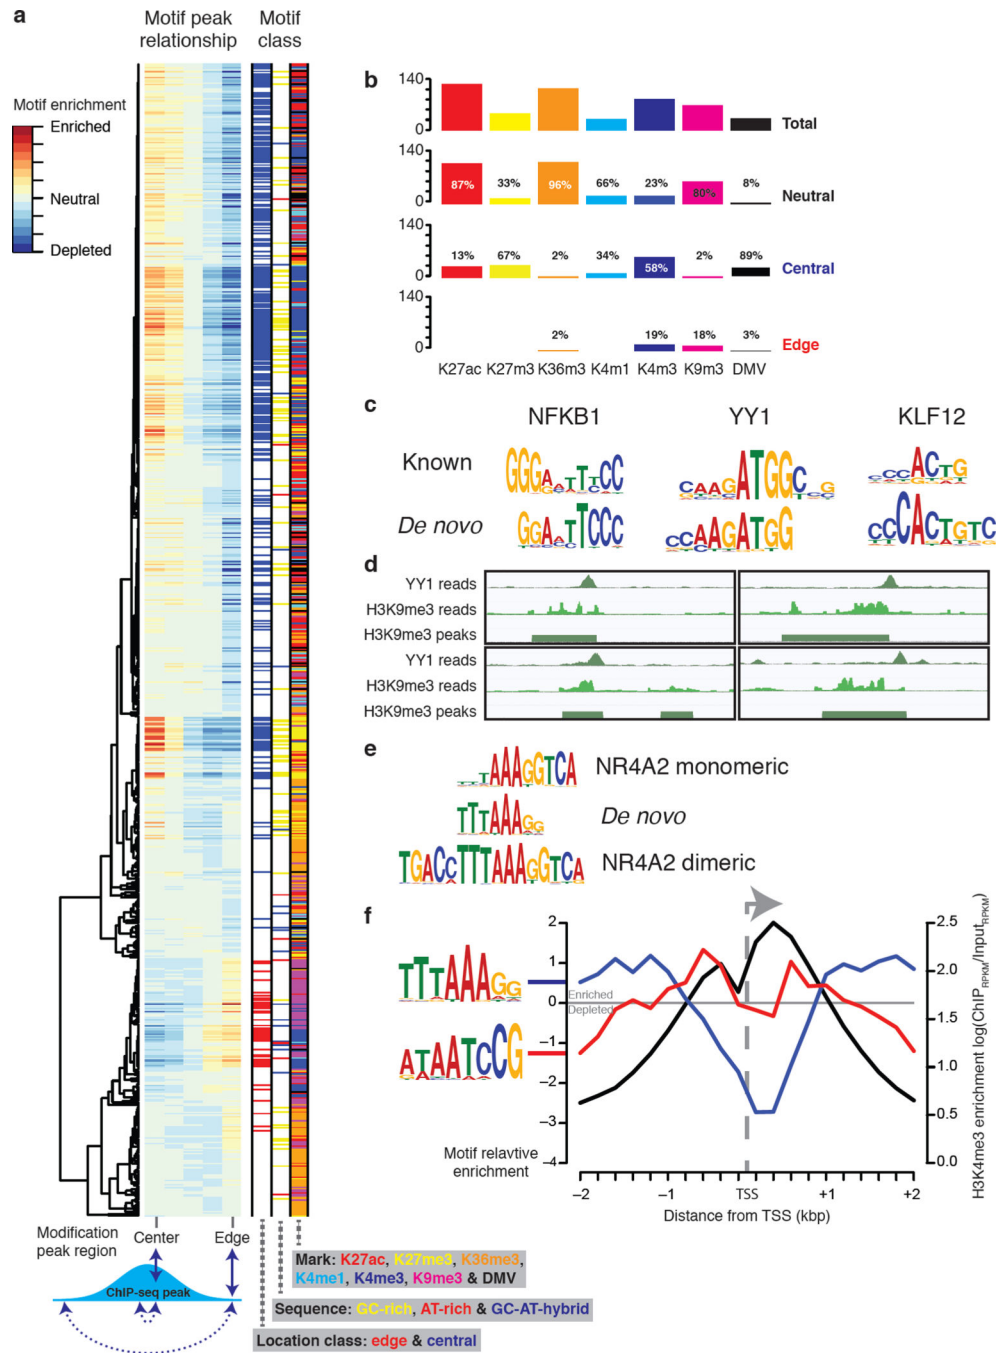 a
Motif peak
relationship
Motif
class
Motif enrichment
Enriched
Neutral
Depleted
Modification
peak region
Center
Edge
ChIP-seq peak
Mark: K27ac, K27me3, K36me3,
K4me1, K4me3, K9me3 & DMV
Sequence: GC-rich, AT-rich & GC-AT-hybrid
Location class: edge & central
b
140
0
Total
140
0
87%
33%
96%
66%
23%
80%
8%
Neutral
140
0
13%
67%
2%
34%
58%
2%
89%
Central
140
0
2%
19%
18%
3%
Edge
K27ac K27m3 K36m3 K4m1 K4m3 K9m3 DMV
c
NFKB1
YY1
KLF12
Known
De novo
d
YY1 reads
H3K9me3 reads
H3K9me3 peaks
YY1 reads
H3K9me3 reads
H3K9me3 peaks
e
NR4A2 monomeric
De novo
NR4A2 dimeric
f
2
1
0
−1
−2
−3
−4
Enriched
Depleted
Motif relavtive
enrichment
2.5
2.0
1.5
1.0
0.5
0.0
H3K4me3 enrichment log(ChIP RPKM/Input RPKM)
−2 −1 TSS +1 +2
Distance from TSS (kbp)